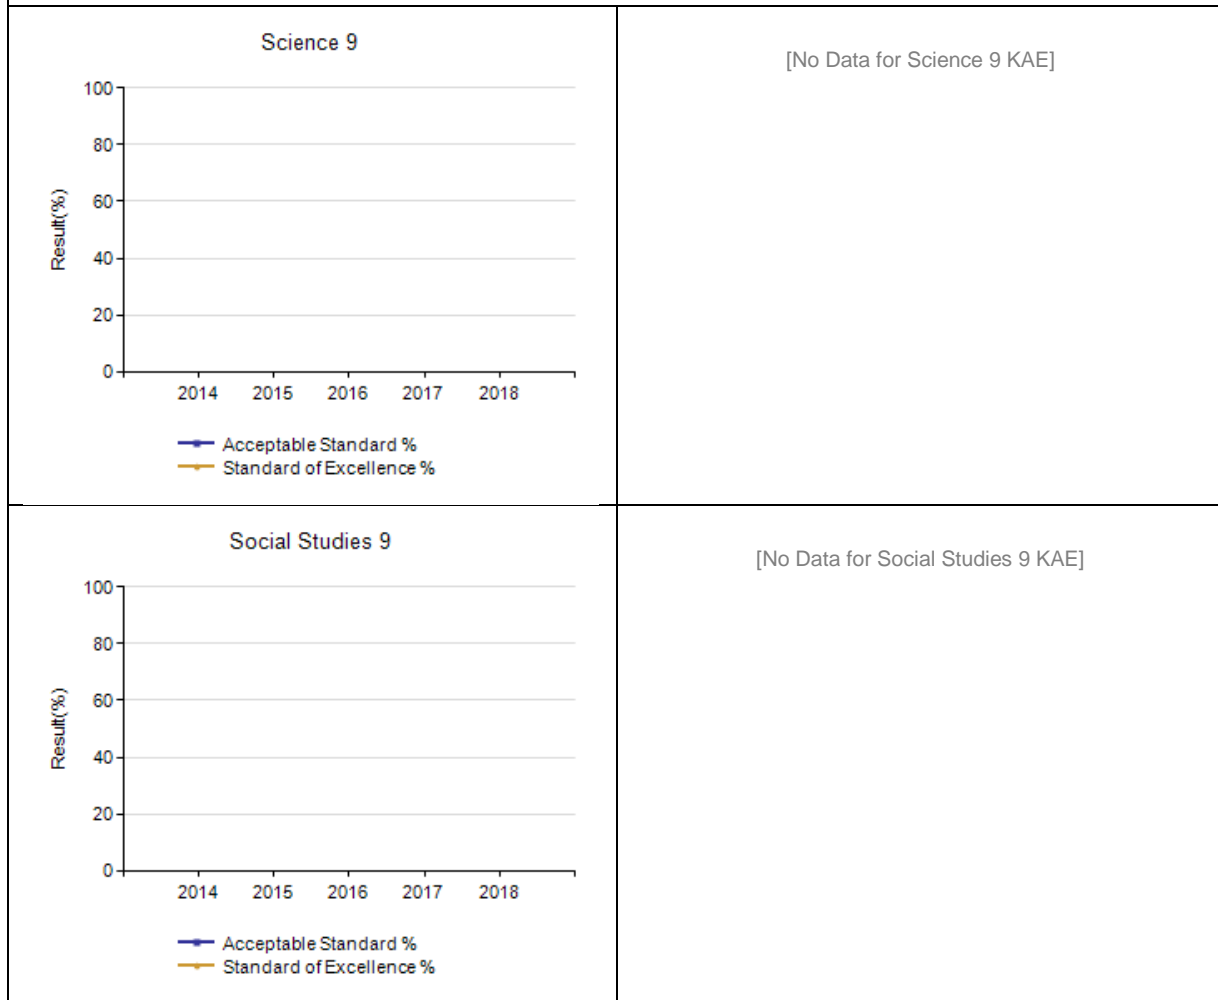 Science 9
[No Data for Science 9 KAE]
100
80
60
40
20
0
Result(%)
2014 2015 2016 2017 2018
Acceptable Standard %
Standard of Excellence %
Social Studies 9
[No Data for Social Studies 9 KAE]
100
80
60
40
20
0
Result(%)
2014 2015 2016 2017 2018
Acceptable Standard %
Standard of Excellence %